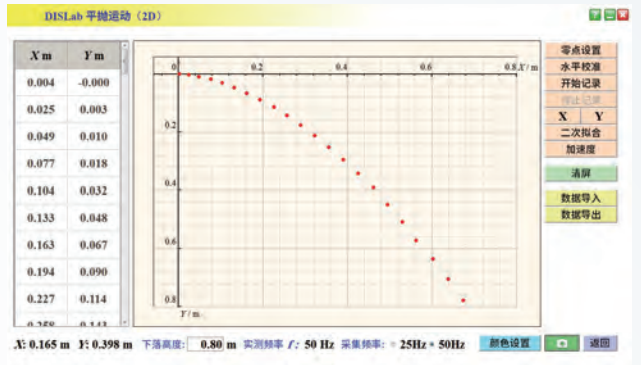 DISLab 平抛运动（2D）
X m Y m
0.004 -0.000
0.025 0.003
0.049 0.010
0.077 0.018
0.104 0.032
0.133 0.048
0.163 0.067
0.194 0.090
0.227 0.114
0.258 0.143
0 0.2 0.4 0.6 0.8 X / m
0.2
0.4
0.6
0.8
Y / m
零点设置
水平校准
开始记录
停止记录
X Y
二次拟合
加速度
清屏
数据导入
数据导出
X: 0.165 m Y: 0.398 m 下落高度: 0.80 m 实测频率 f: 50 Hz 采集频率: 25Hz 50Hz 颜色设置 返回